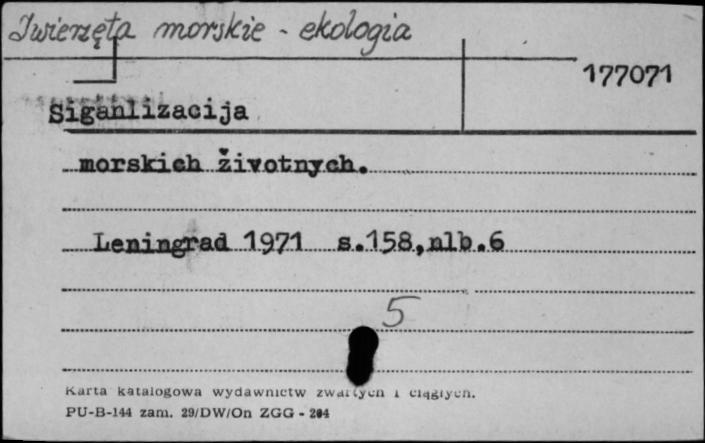 Zwierzęta morskie - ekologia
177071
Siganlizacija
morskich životnych.
Leningrad 1971 s.158,nlb.6
5
Karta katalogowa wydawnictw zwartych i ciągłych.
PU-B-144 zam. 29/DW/On ZGG - 204